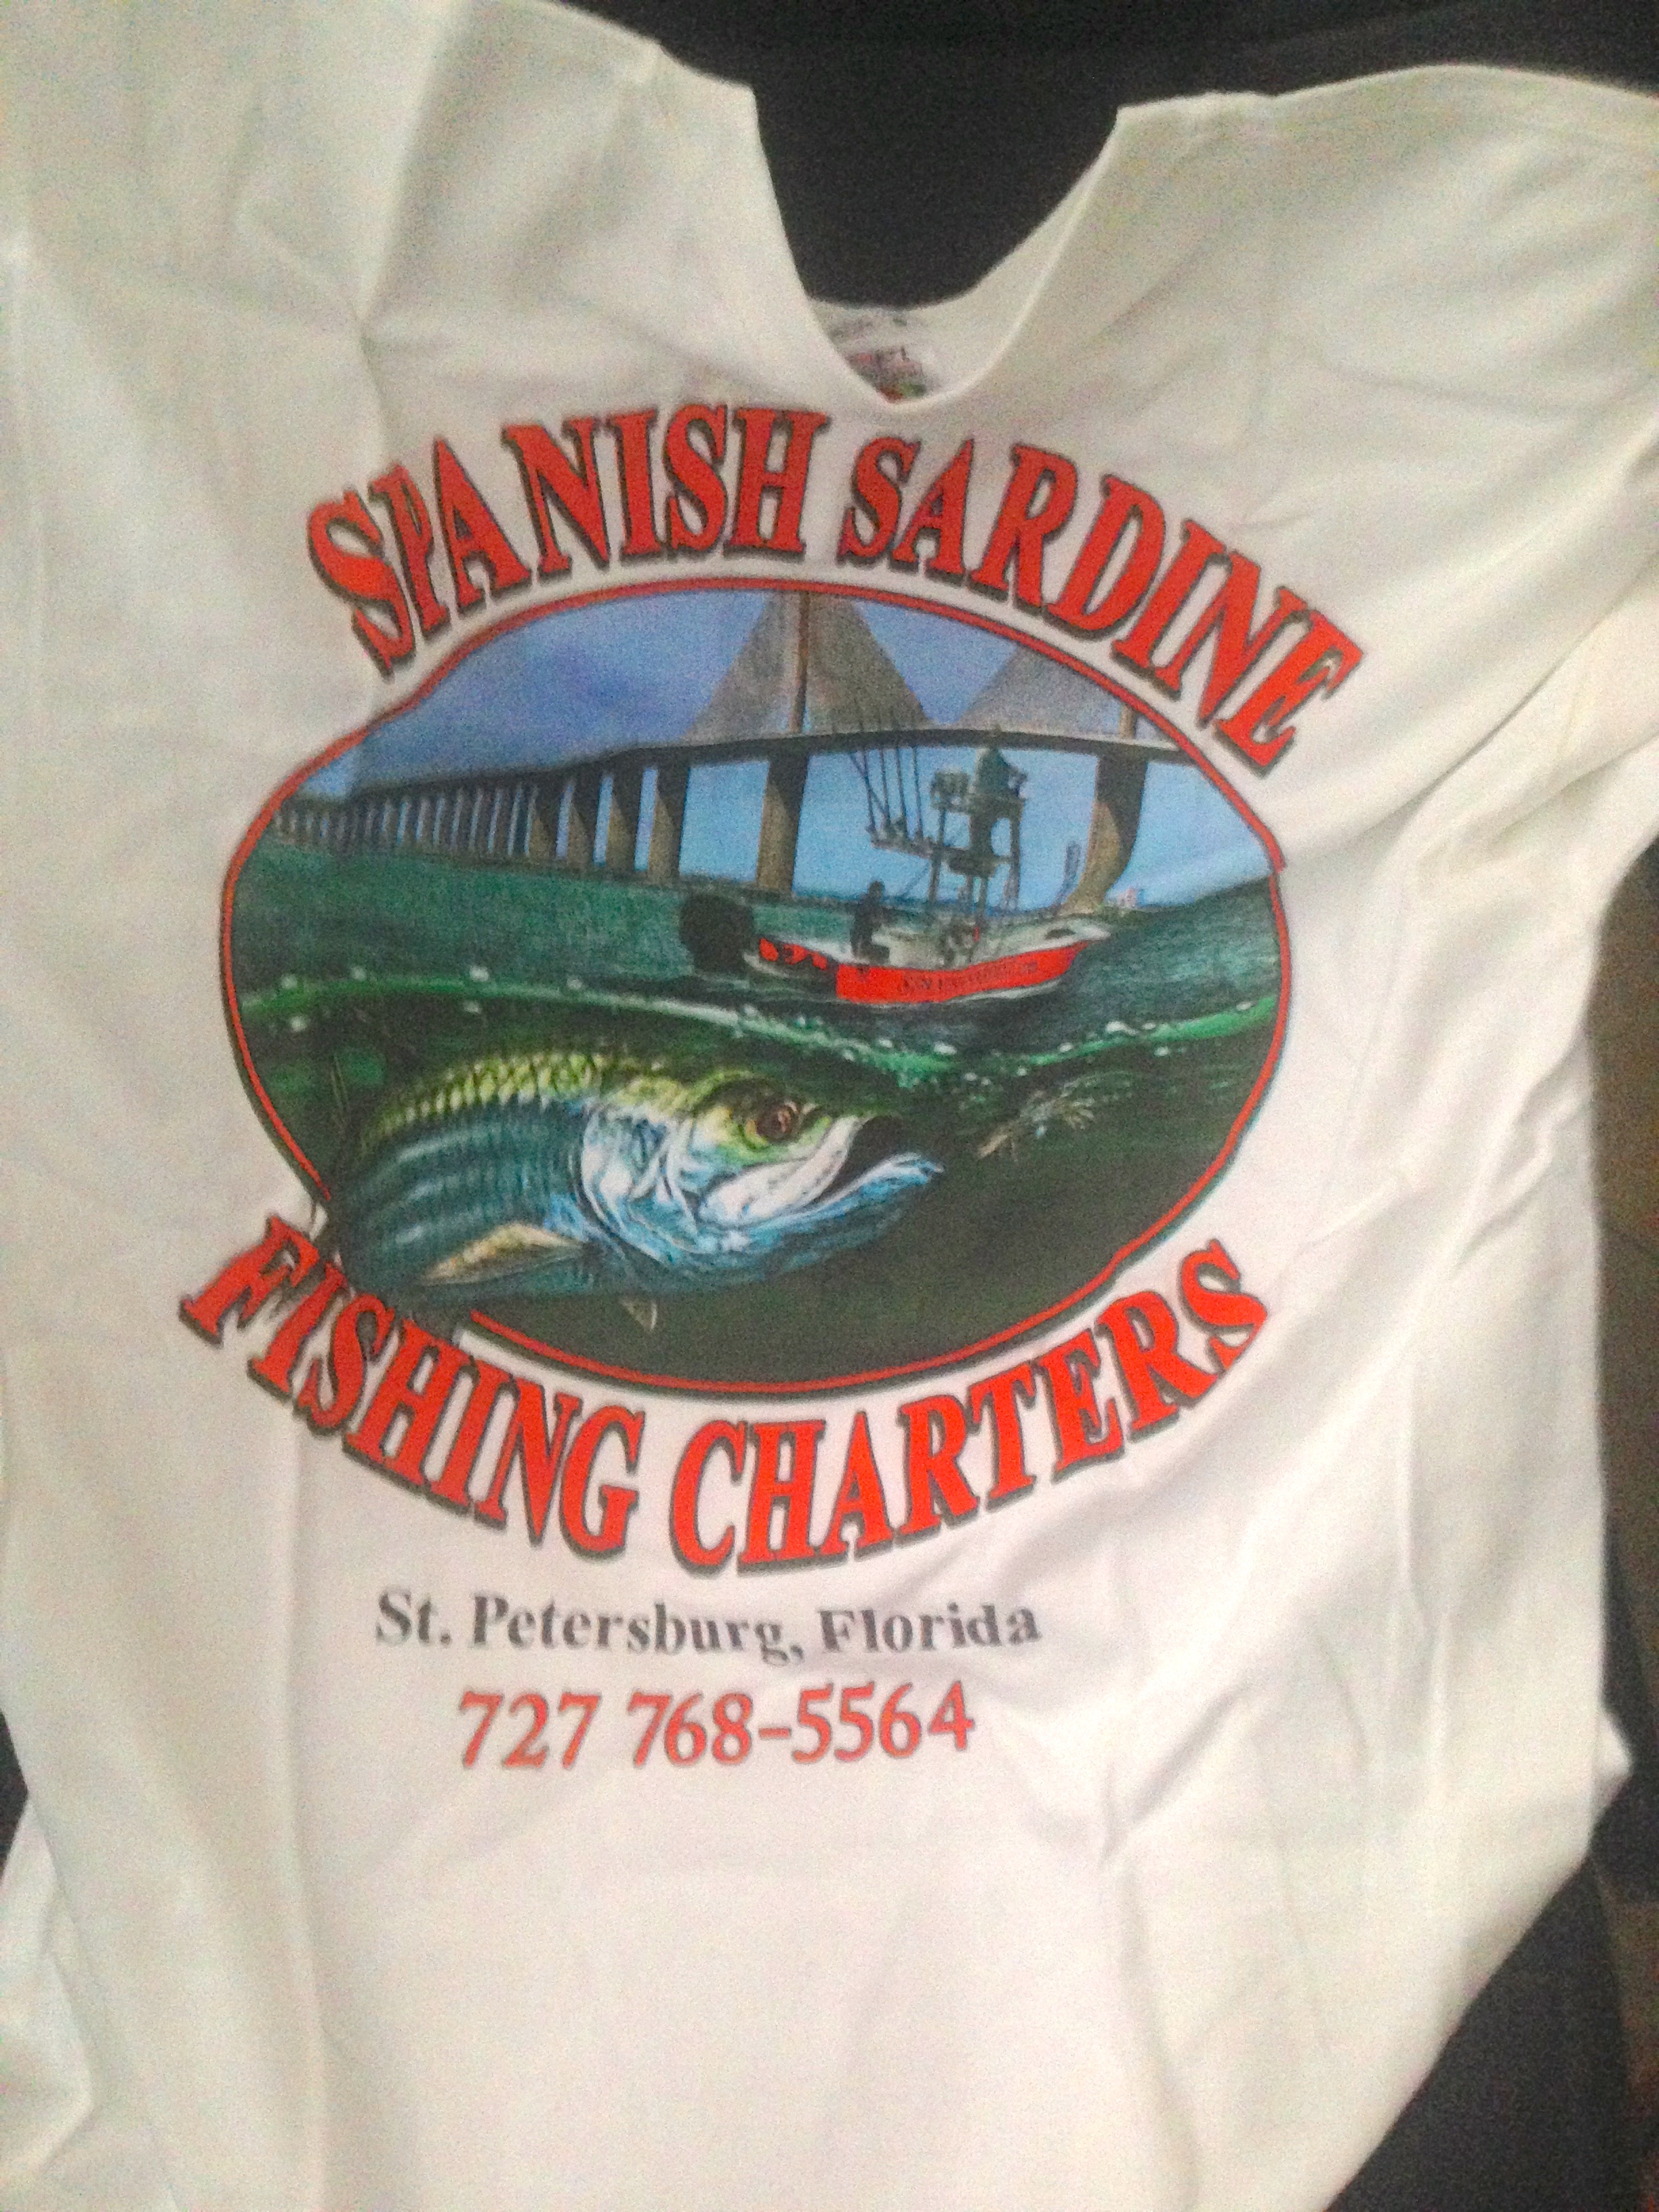 SPANISH SARDINE
FISHING CHARTERS
St. Petersburg, Florida
727 768-5564